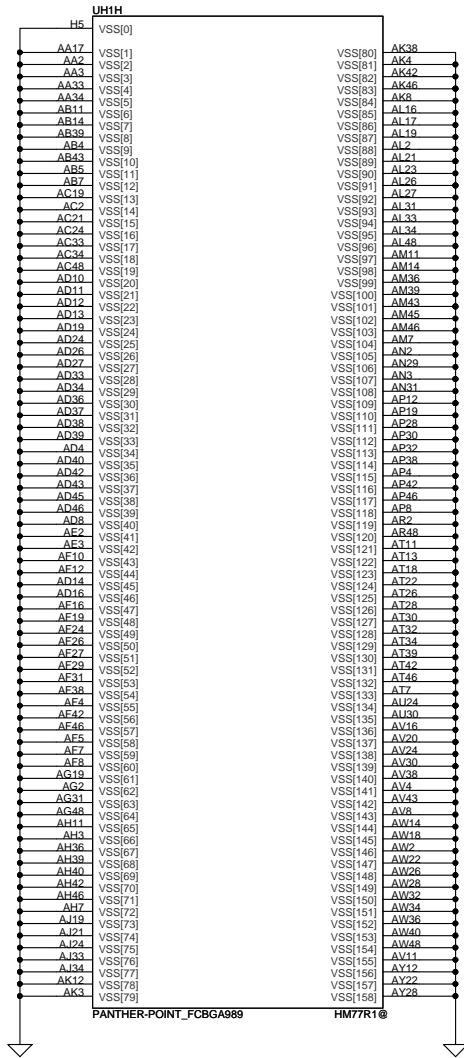 UH1H
H5 VSS[0]
AA17 VSS[1] VSS[80] AK38
AA2 VSS[2] VSS[81] AK4
AA3 VSS[3] VSS[82] AK42
AA33 VSS[4] VSS[83] AK46
AA34 VSS[5] VSS[84] AK8
AB11 VSS[6] VSS[85] AL16
AB14 VSS[7] VSS[86] AL17
AB39 VSS[8] VSS[87] AL19
AB4 VSS[9] VSS[88] AL2
AB43 VSS[10] VSS[89] AL21
AB5 VSS[11] VSS[90] AL23
AB7 VSS[12] VSS[91] AL26
AC19 VSS[13] VSS[92] AL27
AC2 VSS[14] VSS[93] AL31
AC21 VSS[15] VSS[94] AL33
AC24 VSS[16] VSS[95] AL34
AC33 VSS[17] VSS[96] AL48
AC34 VSS[18] VSS[97] AM11
AC48 VSS[19] VSS[98] AM14
AD10 VSS[20] VSS[99] AM36
AD11 VSS[21] VSS[100] AM39
AD12 VSS[22] VSS[101] AM43
AD13 VSS[23] VSS[102] AM45
AD19 VSS[24] VSS[103] AM46
AD24 VSS[25] VSS[104] AM7
AD26 VSS[26] VSS[105] AN2
AD27 VSS[27] VSS[106] AN29
AD33 VSS[28] VSS[107] AN3
AD34 VSS[29] VSS[108] AN31
AD36 VSS[30] VSS[109] AP12
AD37 VSS[31] VSS[110] AP19
AD38 VSS[32] VSS[111] AP28
AD39 VSS[33] VSS[112] AP30
AD4 VSS[34] VSS[113] AP32
AD40 VSS[35] VSS[114] AP38
AD42 VSS[36] VSS[115] AP4
AD43 VSS[37] VSS[116] AP42
AD45 VSS[38] VSS[117] AP46
AD46 VSS[39] VSS[118] AP8
AD8 VSS[40] VSS[119] AR2
AE2 VSS[41] VSS[120] AR48
AE3 VSS[42] VSS[121] AT11
AF10 VSS[43] VSS[122] AT13
AF12 VSS[44] VSS[123] AT18
AD14 VSS[45] VSS[124] AT22
AD16 VSS[46] VSS[125] AT26
AF16 VSS[47] VSS[126] AT28
AF19 VSS[48] VSS[127] AT30
AF24 VSS[49] VSS[128] AT32
AF26 VSS[50] VSS[129] AT34
AF27 VSS[51] VSS[130] AT39
AF29 VSS[52] VSS[131] AT42
AF31 VSS[53] VSS[132] AT46
AF38 VSS[54] VSS[133] AT7
AF4 VSS[55] VSS[134] AU24
AF42 VSS[56] VSS[135] AU30
AF46 VSS[57] VSS[136] AV16
AF5 VSS[58] VSS[137] AV20
AF7 VSS[59] VSS[138] AV24
AF8 VSS[60] VSS[139] AV30
AG19 VSS[61] VSS[140] AV38
AG2 VSS[62] VSS[141] AV4
AG31 VSS[63] VSS[142] AV43
AG48 VSS[64] VSS[143] AV8
AH11 VSS[65] VSS[144] AW14
AH3 VSS[66] VSS[145] AW18
AH36 VSS[67] VSS[146] AW2
AH39 VSS[68] VSS[147] AW22
AH40 VSS[69] VSS[148] AW26
AH42 VSS[70] VSS[149] AW28
AH46 VSS[71] VSS[150] AW32
AH7 VSS[72] VSS[151] AW34
AJ19 VSS[73] VSS[152] AW36
AJ21 VSS[74] VSS[153] AW40
AJ24 VSS[75] VSS[154] AW48
AJ33 VSS[76] VSS[155] AV11
AJ34 VSS[77] VSS[156] AY12
AK12 VSS[78] VSS[157] AY22
AK3 VSS[79] VSS[158] AY28
PANTHER-POINT_FCBGA989 HM77R1@